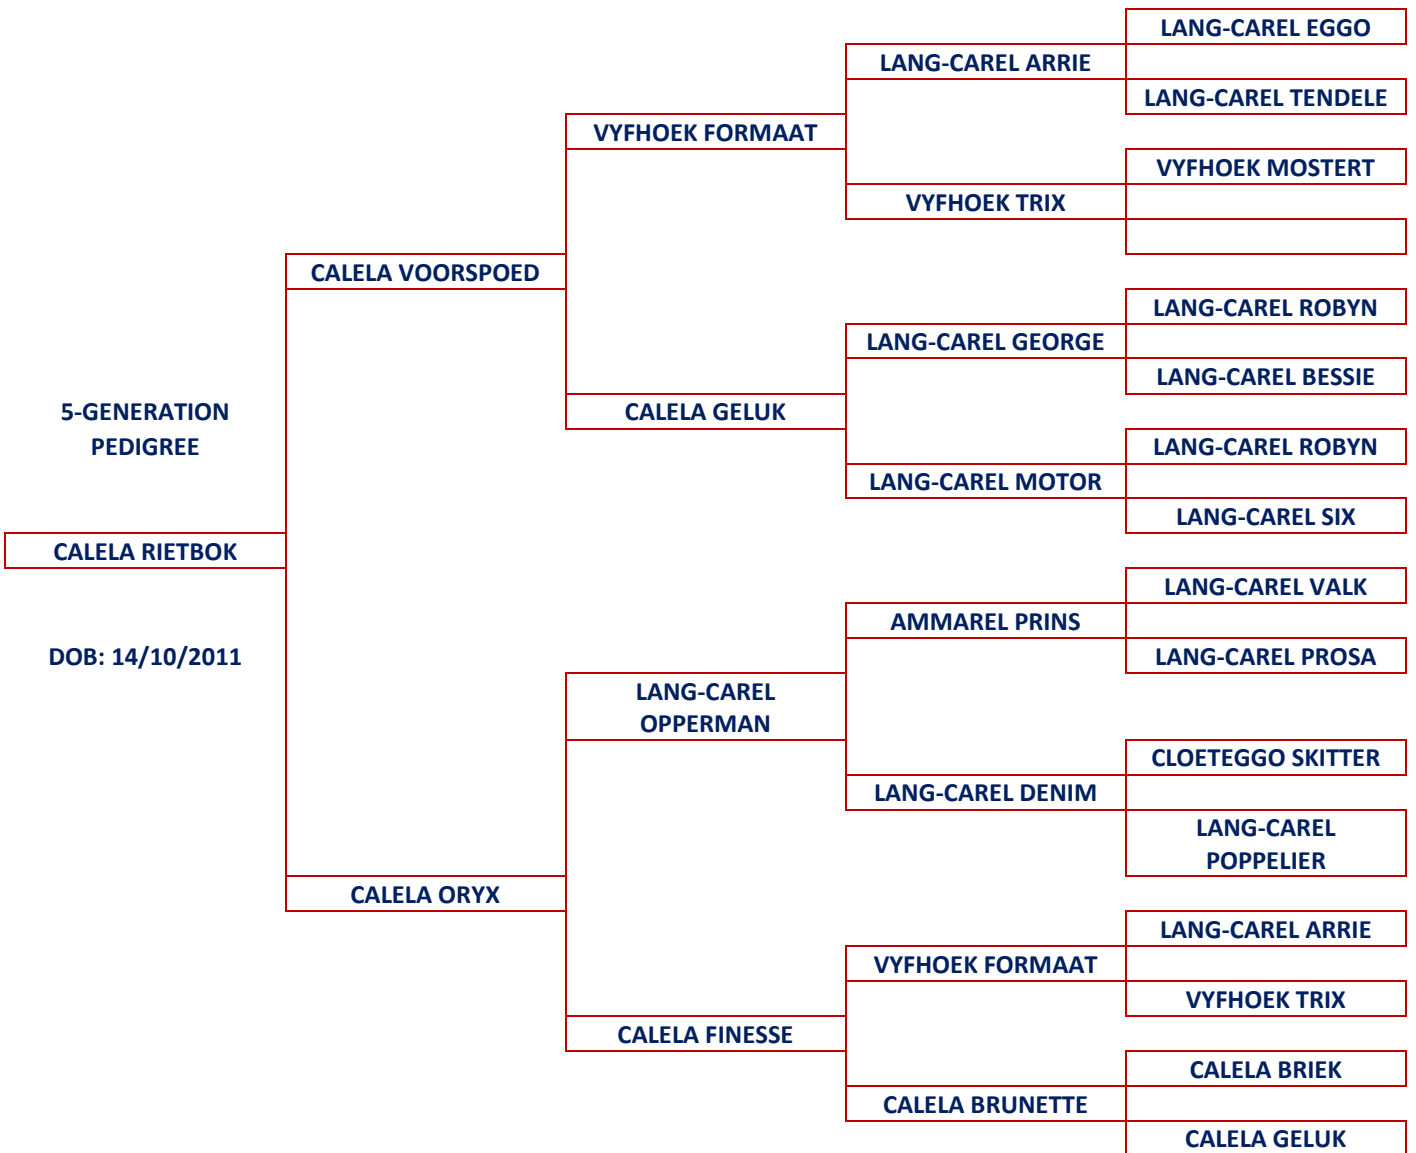 LANG-CAREL EGGO
LANG-CAREL ARRIE
LANG-CAREL TENDELE
VYFHOEK FORMAAT
VYFHOEK MOSTERT
VYFHOEK TRIX
CALELA VOORSPOED
LANG-CAREL ROBYN
LANG-CAREL GEORGE
LANG-CAREL BESSIE
5-GENERATION
PEDIGREE
CALELA GELUK
LANG-CAREL ROBYN
LANG-CAREL MOTOR
LANG-CAREL SIX
CALELA RIETBOK
LANG-CAREL VALK
AMMAREL PRINS
DOB: 14/10/2011
LANG-CAREL PROSA
LANG-CAREL
OPPERMAN
CLOETEGGO SKITTER
LANG-CAREL DENIM
LANG-CAREL
POPPELIER
CALELA ORYX
LANG-CAREL ARRIE
VYFHOEK FORMAAT
VYFHOEK TRIX
CALELA FINESSE
CALELA BRIEK
CALELA BRUNETTE
CALELA GELUK